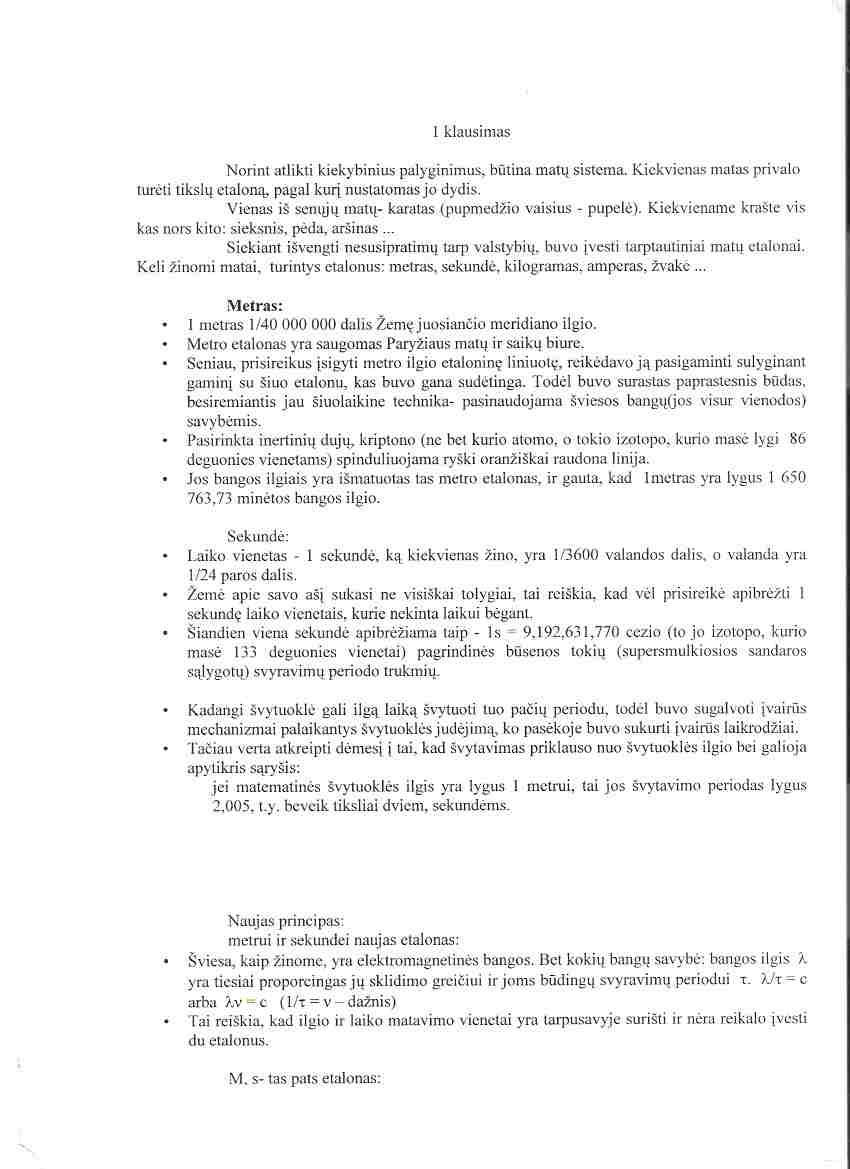 1 klausimas
Norint atlikti kiekybinius palyginimus, būtina matų sistema. Kiekvienas matas privalo
turėti tikslų etaloną, pagal kurį nustatomas jo dydis.
Vienas iš senųjų matų- karatas (pupmedžio vaisius - pupelė). Kiekviename krašte vis
kas nors kito: sieksnis, pėda, aršinas ...
Siekiant išvengti nesusipratimų tarp valstybių, buvo įvesti tarptautiniai matų etalonai.
Keli žinomi matai, turintys etalonus: metras, sekundė, kilogramas, amperas, žvakė ...
Metras:
• 1 metras 1/40 000 000 dalis Žemę juosiančio meridiano ilgio.
• Metro etalonas yra saugomas Paryžiaus matų ir saikų biure.
• Seniau, prisireikus įsigyti metro ilgio etaloninę liniuotę, reikėdavo ją pasigaminti sulyginant
gaminį su šiuo etalonu, kas buvo gana sudėtinga. Todėl buvo surastas paprastesnis būdas,
besiremiantis jau šiuolaikine technika- pasinaudojama šviesos bangų(jos visur vienodos)
savybėmis.
• Pasirinkta inertinių dujų, kriptono (ne bet kurio atomo, o tokio izotopo, kurio masė lygi 86
deguonies vienetams) spinduliuojama ryški oranžiškai raudona linija.
• Jos bangos ilgiais yra išmatuotas tas metro etalonas, ir gauta, kad 1metras yra lygus 1 650
763,73 minėtos bangos ilgio.
Sekundė:
• Laiko vienetas - 1 sekundė, ką kiekvienas žino, yra 1/3600 valandos dalis, o valanda yra
1/24 paros dalis.
• Žemė apie savo ašį sukasi ne visiškai tolygiai, tai reiškia, kad vėl prisireikė apibrėžti 1
sekundę laiko vienetais, kurie nekinta laikui bėgant.
• Šiandien viena sekundė apibrėžiama taip - 1s = 9,192,631,770 cezio (to jo izotopo, kurio
masė 133 deguonies vienetai) pagrindinės būsenos tokių (supersmulkiosios sandaros
sąlygotų) svyravimų periodo trukmių.
• Kadangi švytuoklė gali ilgą laiką švytuoti tuo pačių periodu, todėl buvo sugalvoti įvairūs
mechanizmai palaikantys švytuoklės judėjimą, ko pasėkoje buvo sukurti įvairūs laikrodžiai.
• Tačiau verta atkreipti dėmesį į tai, kad švytavimas priklauso nuo švytuoklės ilgio bei galioja
apytikris sąryšis:
jei matematinės švytuoklės ilgis yra lygus 1 metrui, tai jos švytavimo periodas lygus
2,005, t.y. beveik tiksliai dviem, sekundėms.
Naujas principas:
metrui ir sekundei naujas etalonas:
• Šviesa, kaip žinome, yra elektromagnetinės bangos. Bet kokių bangų savybė: bangos ilgis λ
yra tiesiai proporcingas jų sklidimo greičiui ir joms būdingų svyravimų periodui τ. λ/τ = c
arba λν = c (1/τ = ν – dažnis)
• Tai reiškia, kad ilgio ir laiko matavimo vienetai yra tarpusavyje surišti ir nėra reikalo įvesti
du etalonus.
M, s- tas pats etalonas: